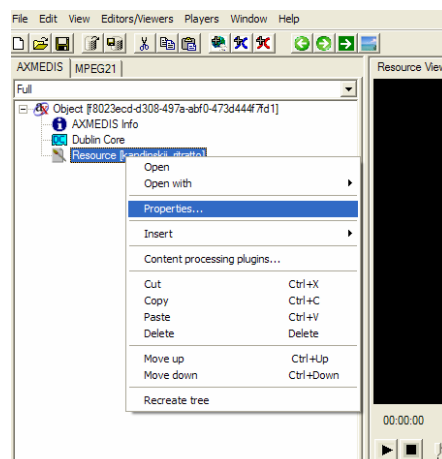 File Edit View Editors/Viewers Players Window Help
AXMEDIS MPEG21
Resource View
Full
Object [f8023ecd-d308-497a-abf0-473d444f7fd1]
AXMEDIS Info
Dublin Core
Resource [kandinskij_ritratto]
Open
Open with
Properties...
Insert
Content processing plugins...
Cut Ctrl+X
Copy Ctrl+C
Paste Ctrl+V
Delete Delete
Move up Ctrl+Up
Move down Ctrl+Down
Recreate tree
00:00:00